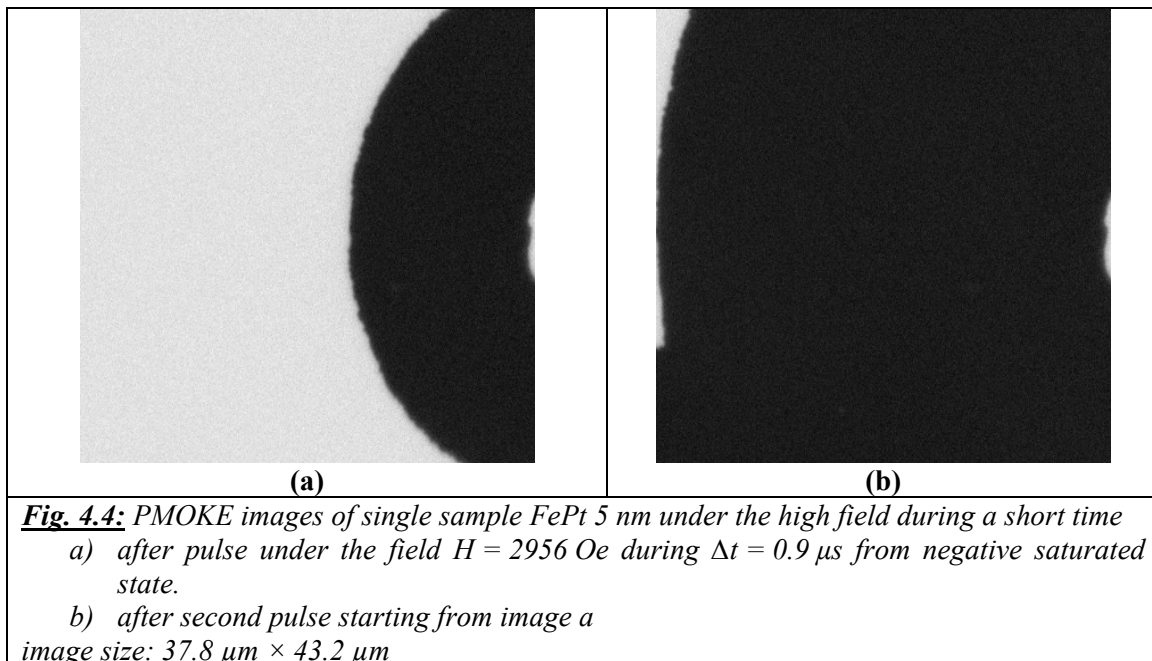 (a)
(b)
Fig. 4.4: PMOKE images of single sample FePt 5 nm under the high field during a short time
a) after pulse under the field H = 2956 Oe during Δt = 0.9 μs from negative saturated
state.
b) after second pulse starting from image a
image size: 37.8 μm × 43.2 μm